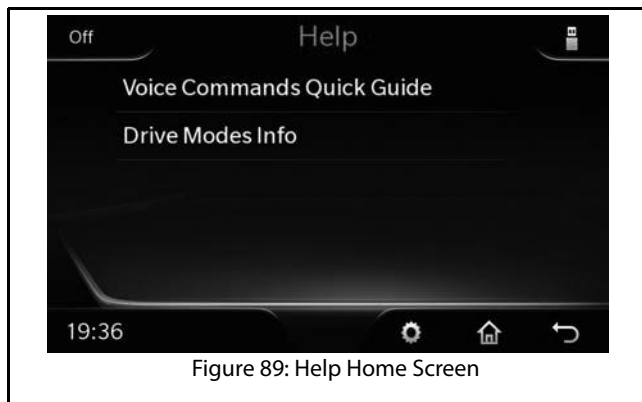 Off Help
Voice Commands Quick Guide
Drive Modes Info
19:36
Figure 89: Help Home Screen